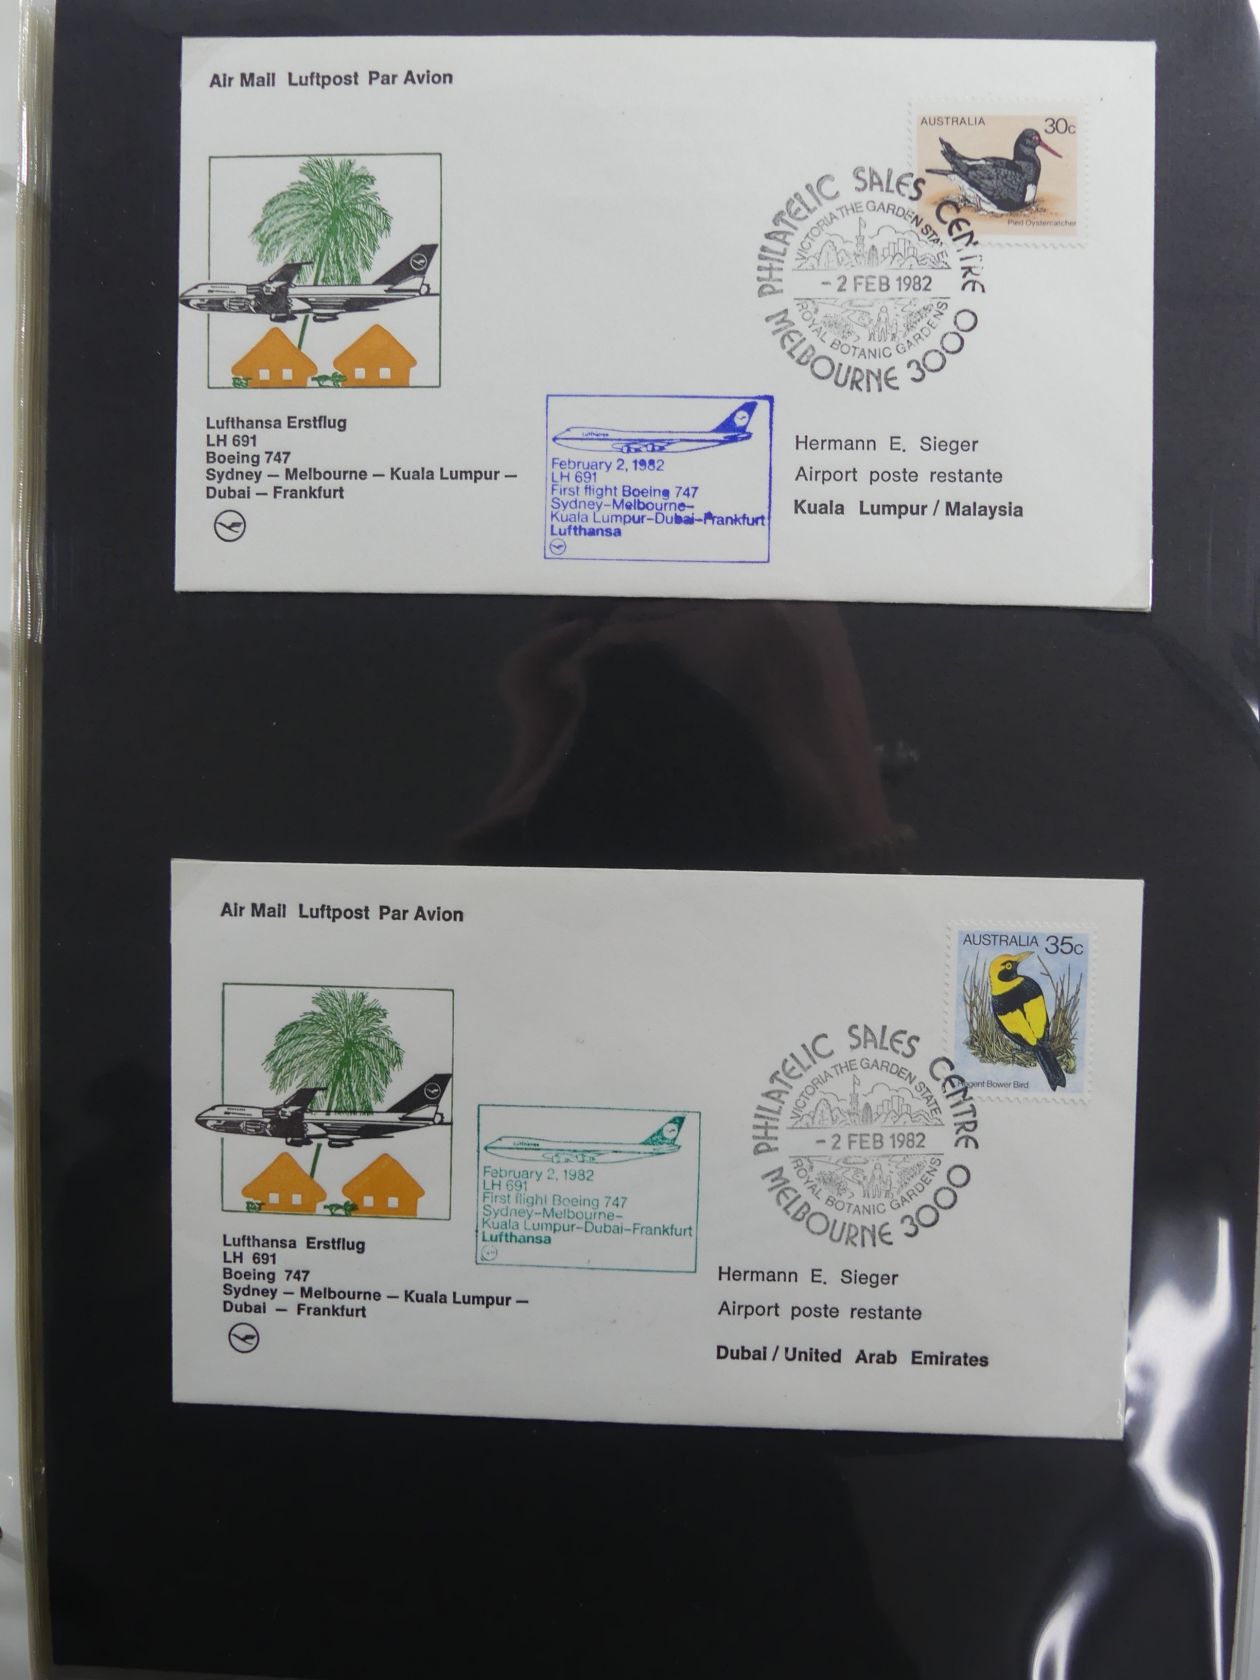 Air Mail Luftpost Par Avion
AUSTRALIA 30c
Pied Oystercatcher
PHILATELIC SALES CENTRE
VICTORIA THE GARDEN STATE
- 2 FEB 1982
ROYAL BOTANIC GARDENS
MELBOURNE 3000
Lufthansa Erstflug
LH 691
Boeing 747
Sydney – Melbourne – Kuala Lumpur –
Dubai – Frankfurt
Lufthansa
February 2, 1982
LH 691
First flight Boeing 747
Sydney-Melbourne-
Kuala Lumpur-Dubai-Frankfurt
Lufthansa
Hermann E. Sieger
Airport poste restante
Kuala Lumpur / Malaysia
Air Mail Luftpost Par Avion
AUSTRALIA 35c
Regent Bower Bird
PHILATELIC SALES CENTRE
VICTORIA THE GARDEN STATE
- 2 FEB 1982
ROYAL BOTANIC GARDENS
MELBOURNE 3000
Lufthansa
February 2, 1982
LH 691
First flight Boeing 747
Sydney-Melbourne-
Kuala Lumpur-Dubai-Frankfurt
Lufthansa
Lufthansa Erstflug
LH 691
Boeing 747
Sydney – Melbourne – Kuala Lumpur –
Dubai – Frankfurt
Hermann E. Sieger
Airport poste restante
Dubai / United Arab Emirates